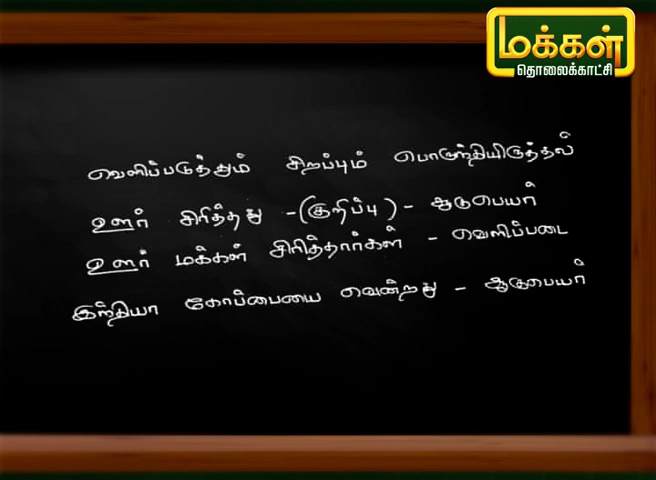 மக்கள்
தொலைக்காட்சி
வெளிப்படுத்தும் சிறப்பும் பொருந்தியிருத்தல்
ஊர் சிரித்தது -(குறிப்பு) - ஆகுபெயர்
ஊர் மக்கள் சிரித்தார்கள் - வெளிப்படை
இந்தியா கோப்பையை வென்றது - ஆகுபெயர்